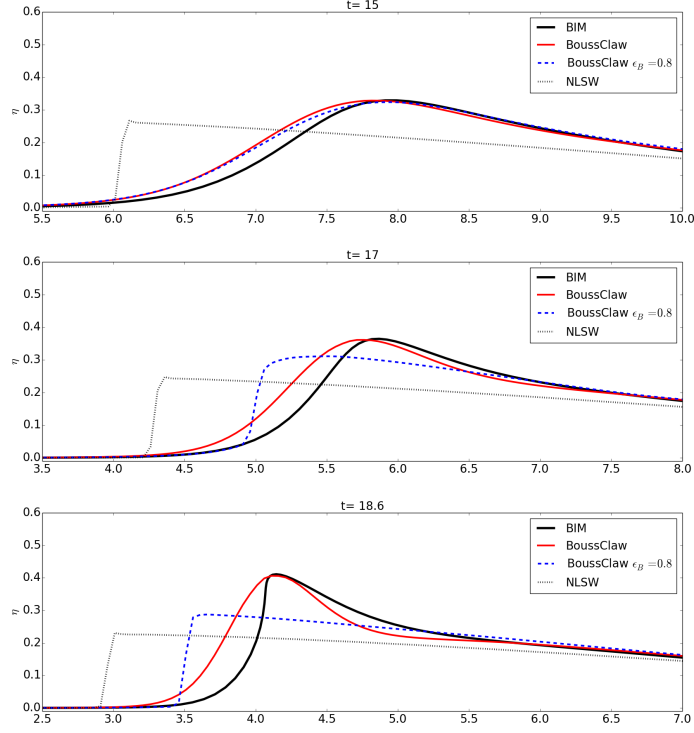 t= 15
0.6
0.5
0.4
0.3
0.2
0.1
0.0
η
BIM
BoussClaw
BoussClaw ϵ_B = 0.8
NLSW
5.5 6.0 6.5 7.0 7.5 8.0 8.5 9.0 9.5 10.0
t= 17
0.6
0.5
0.4
0.3
0.2
0.1
0.0
η
BIM
BoussClaw
BoussClaw ϵ_B = 0.8
NLSW
3.5 4.0 4.5 5.0 5.5 6.0 6.5 7.0 7.5 8.0
t= 18.6
0.6
0.5
0.4
0.3
0.2
0.1
0.0
η
BIM
BoussClaw
BoussClaw ϵ_B = 0.8
NLSW
2.5 3.0 3.5 4.0 4.5 5.0 5.5 6.0 6.5 7.0